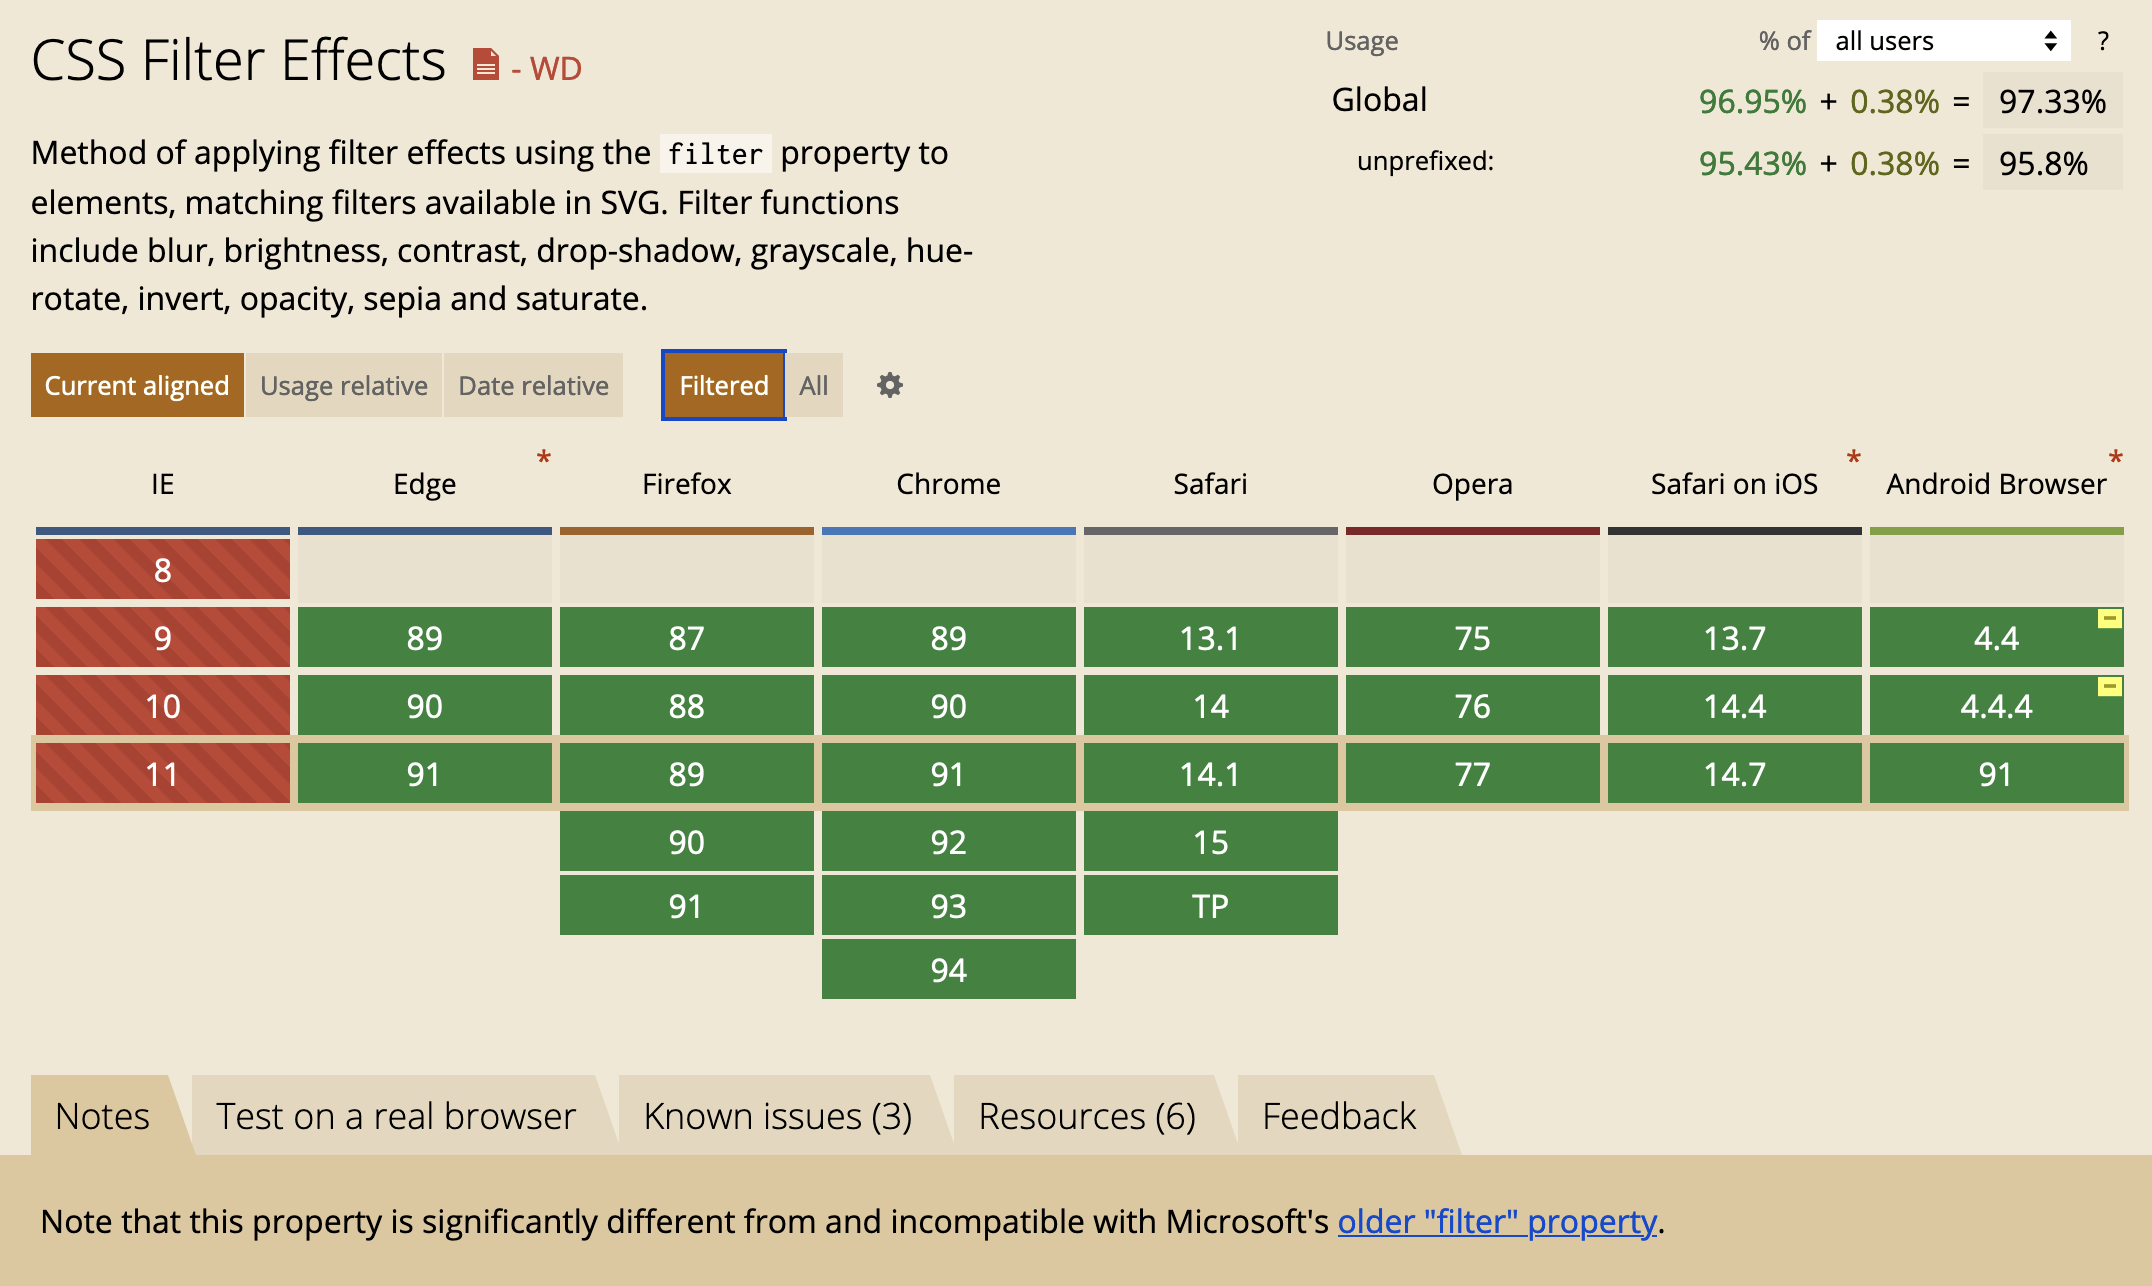 CSS Filter Effects - WD
Usage % of all users ?
Global 96.95% + 0.38% = 97.33%
unprefixed: 95.43% + 0.38% = 95.8%
Method of applying filter effects using the filter property to
elements, matching filters available in SVG. Filter functions
include blur, brightness, contrast, drop-shadow, grayscale, hue-
rotate, invert, opacity, sepia and saturate.
Current aligned Usage relative Date relative Filtered All
* * *
IE Edge Firefox Chrome Safari Opera Safari on iOS Android Browser
8
9 89 87 89 13.1 75 13.7 4.4
10 90 88 90 14 76 14.4 4.4.4
11 91 89 91 14.1 77 14.7 91
90 92 15
91 93 TP
94
Notes Test on a real browser Known issues (3) Resources (6) Feedback
Note that this property is significantly different from and incompatible with Microsoft's older "filter" property.